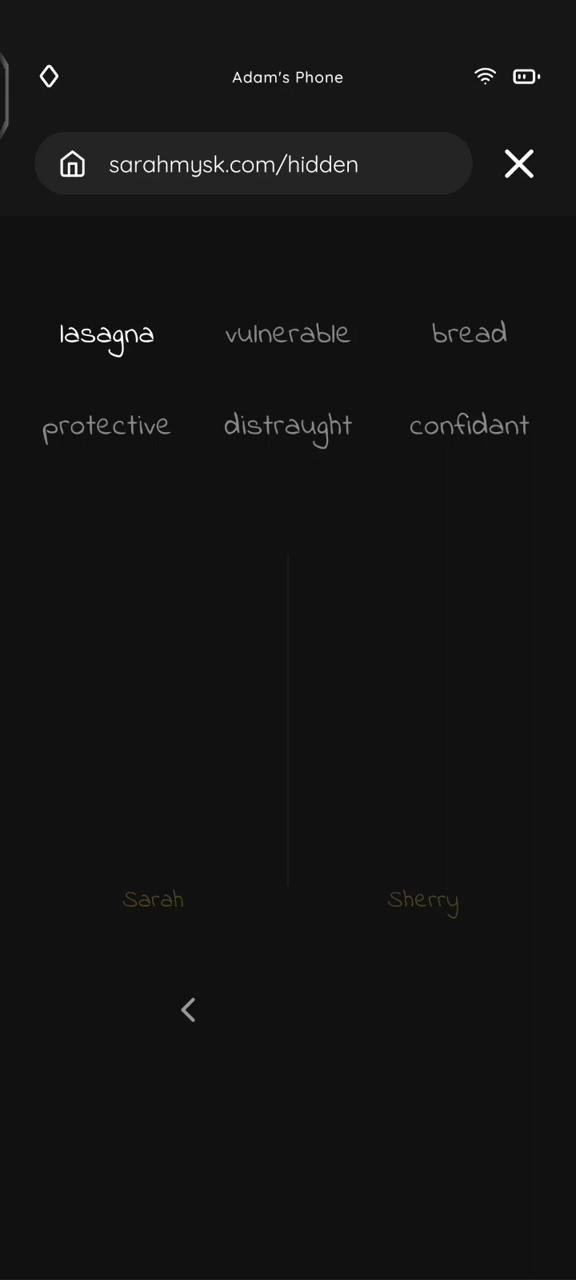 Adam's Phone
sarahmysk.com/hidden
lasagna vulnerable bread
protective distraught confidant
Sarah Sherry